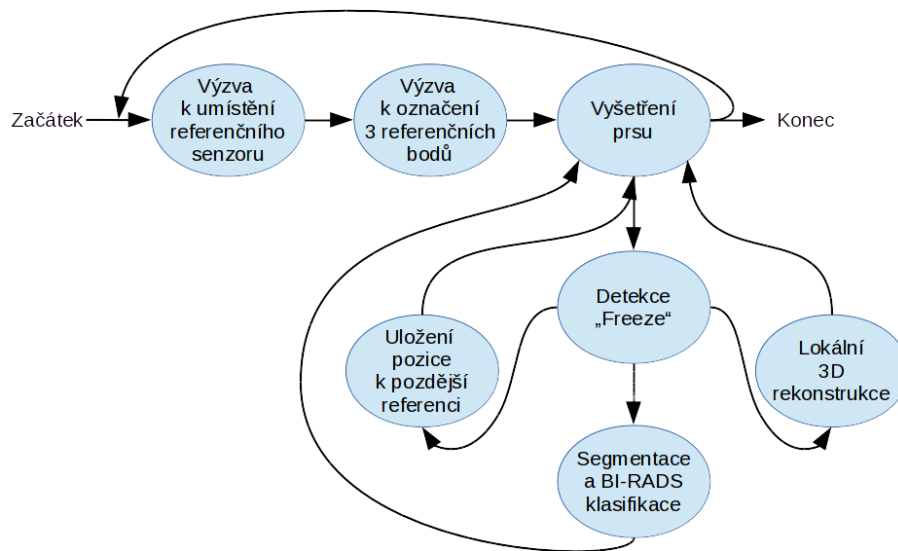 Začátek
Výzva
k umístění
referenčního
senzoru
Výzva
k označení
3 referenčních
bodů
Vyšetření
prsu
Konec
Detekce
„Freeze“
Uložení
pozice
k pozdější
referenci
Lokální
3D
rekonstrukce
Segmentace
a BI-RADS
klasifikace